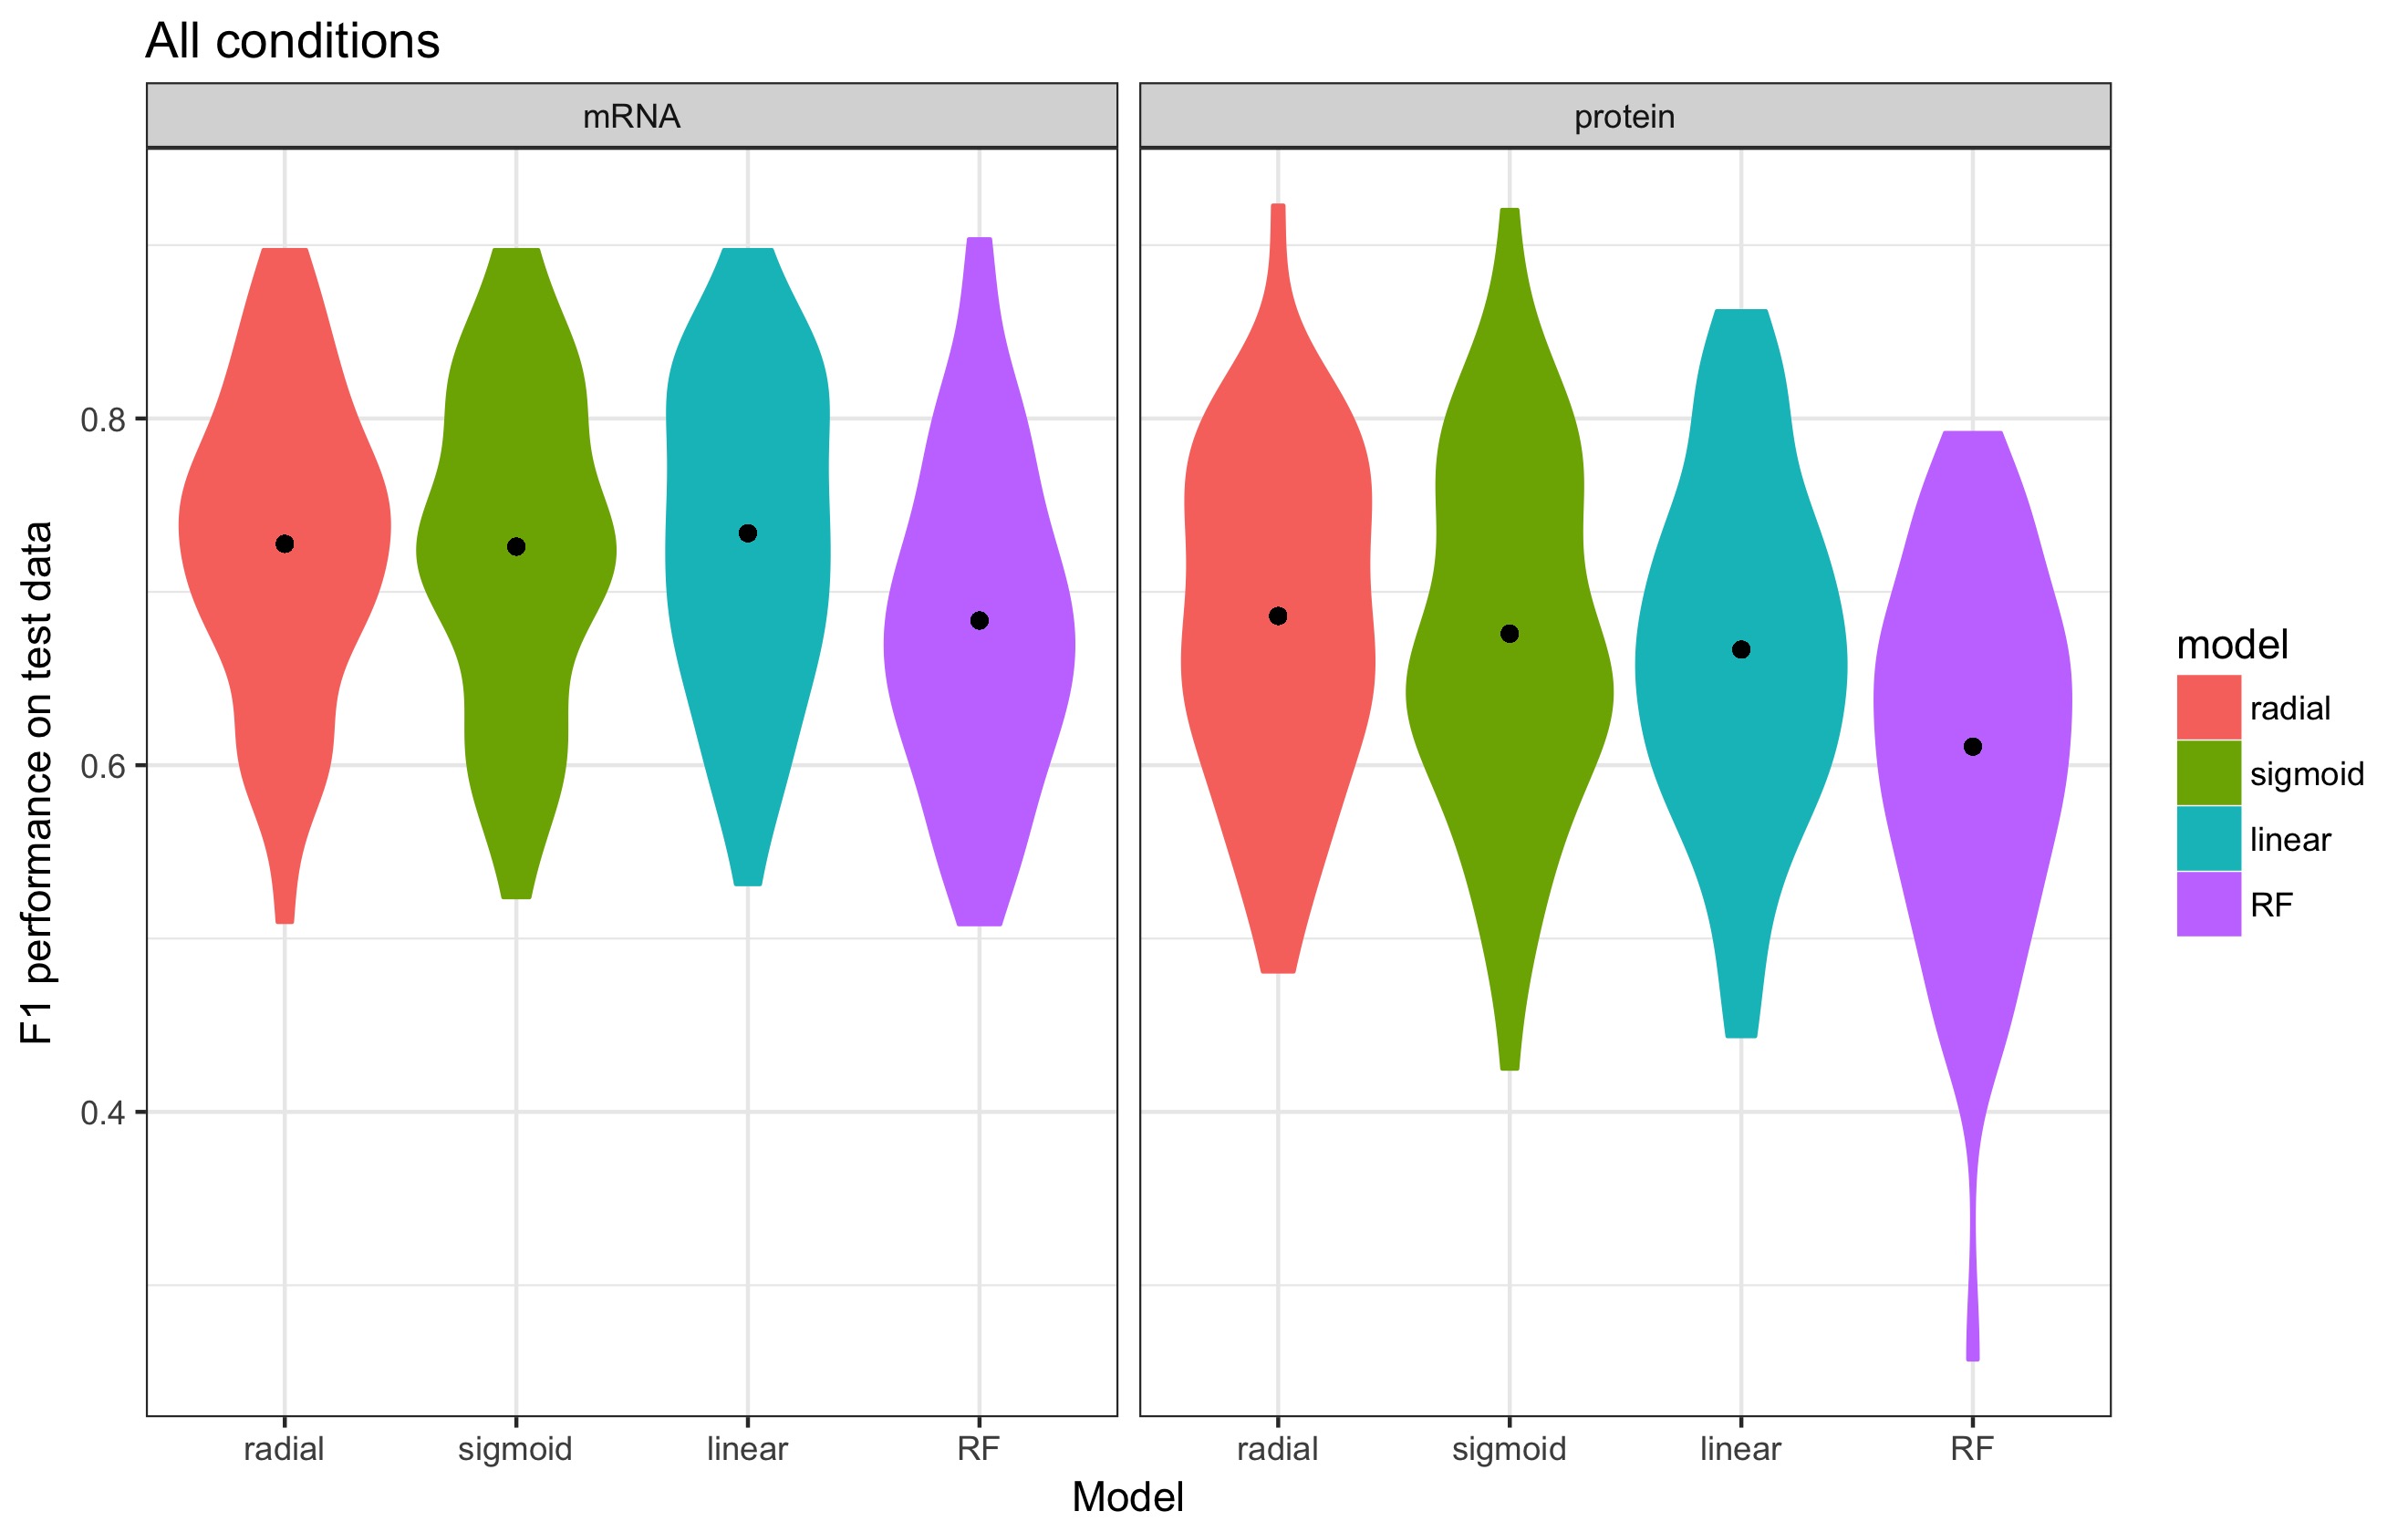 All conditions
mRNA
protein
F1 performance on test data
0.8
0.6
0.4
radial
sigmoid
linear
RF
radial
sigmoid
linear
RF
Model
model
radial
sigmoid
linear
RF